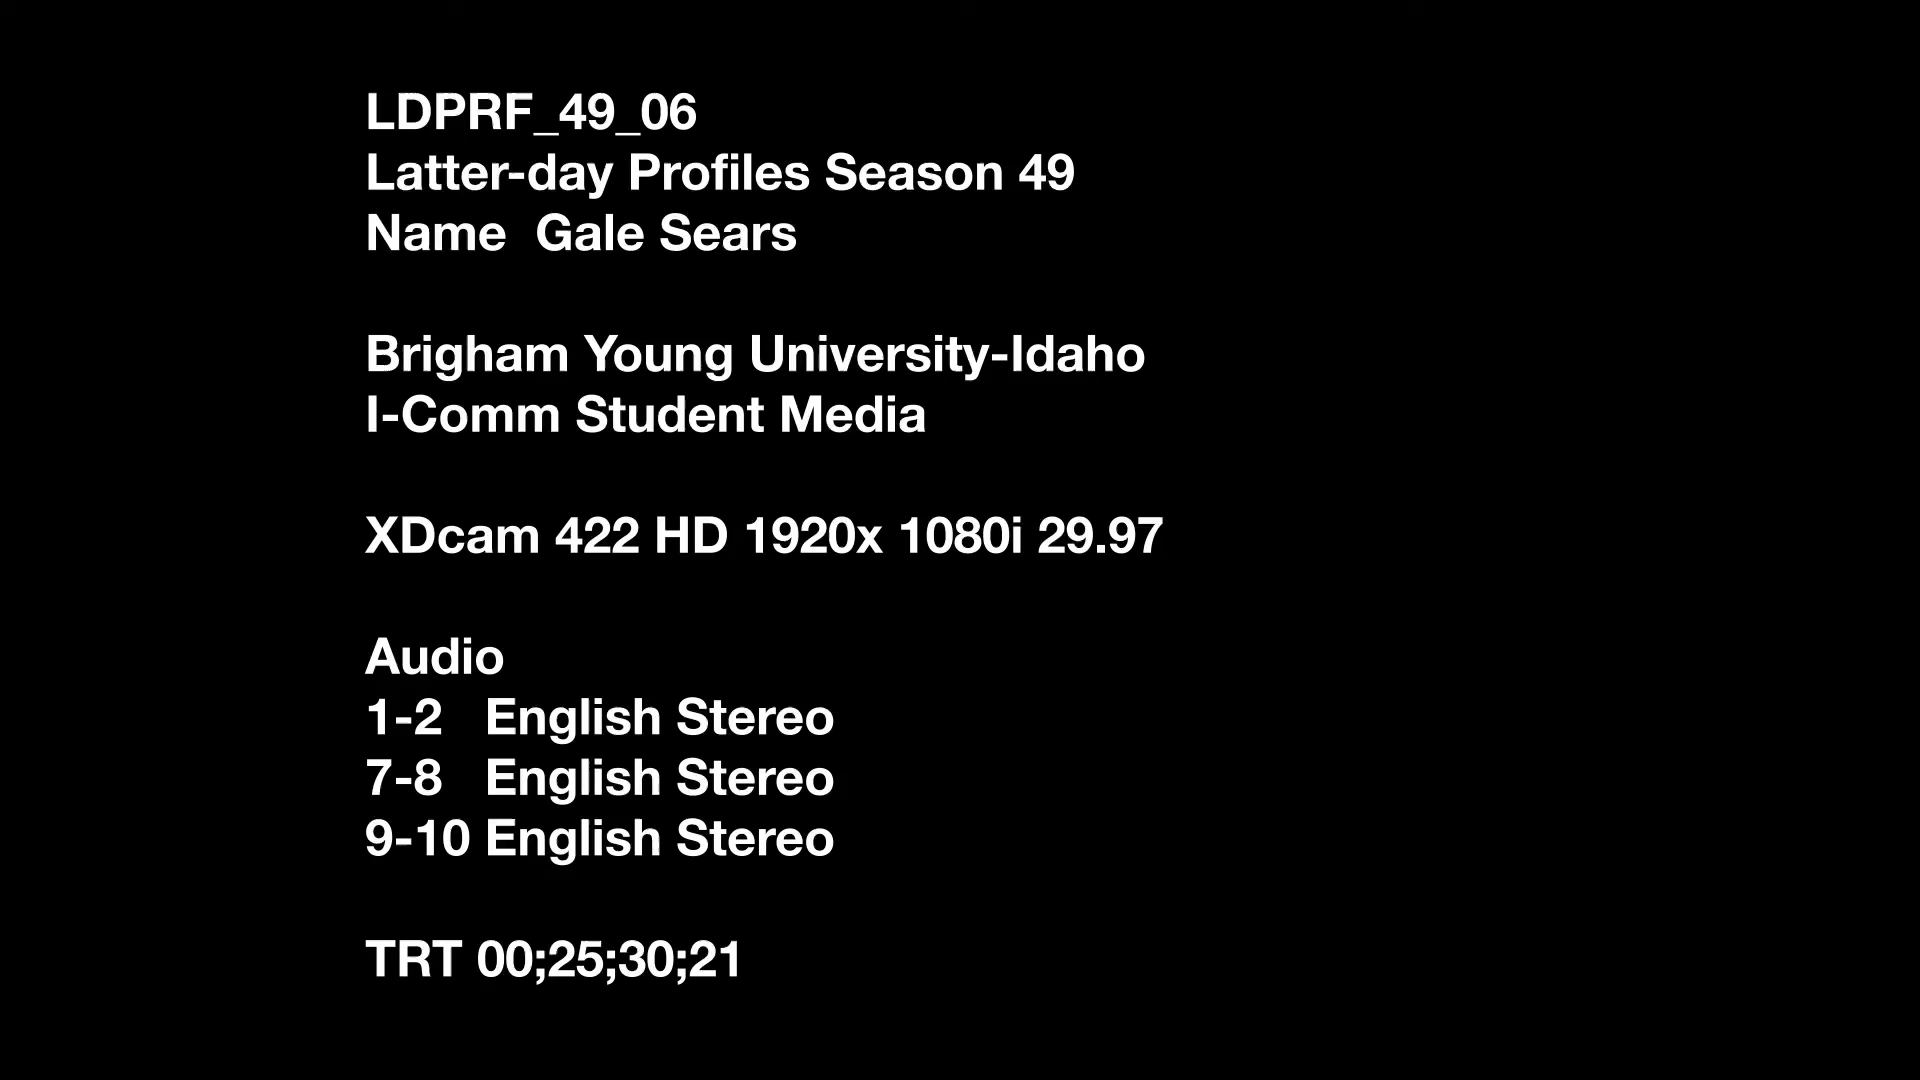 LDPRF_49_06
Latter-day Profiles Season 49
Name  Gale Sears
Brigham Young University-Idaho
I-Comm Student Media
XDcam 422 HD 1920x 1080i 29.97
Audio
1-2   English Stereo
7-8   English Stereo
9-10 English Stereo
TRT 00;25;30;21